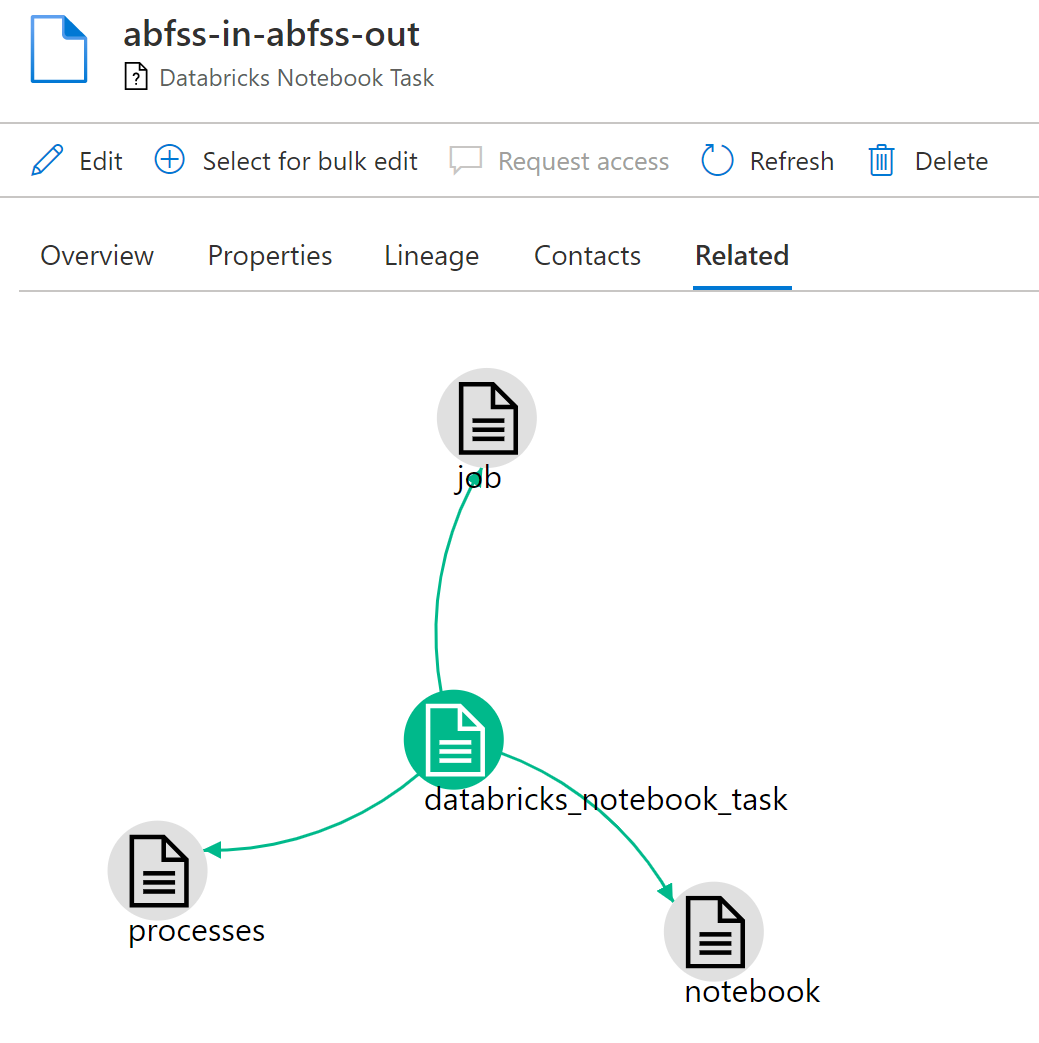 abfss-in-abfss-out
Databricks Notebook Task
Edit Select for bulk edit Request access Refresh Delete
Overview Properties Lineage Contacts Related
job
databricks_notebook_task
processes
notebook